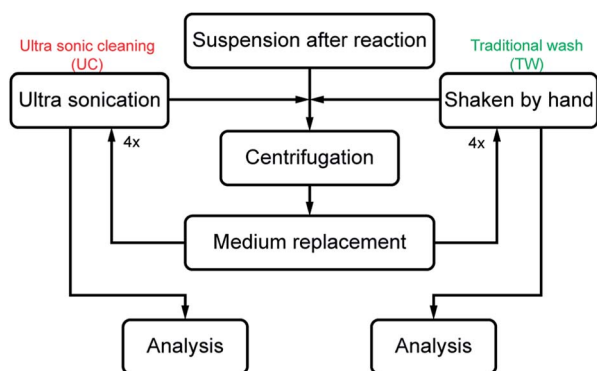 Ultra sonic cleaning
(UC)
Suspension after reaction
Traditional wash
(TW)
Ultra sonication
Shaken by hand
4x
4x
Centrifugation
Medium replacement
Analysis
Analysis